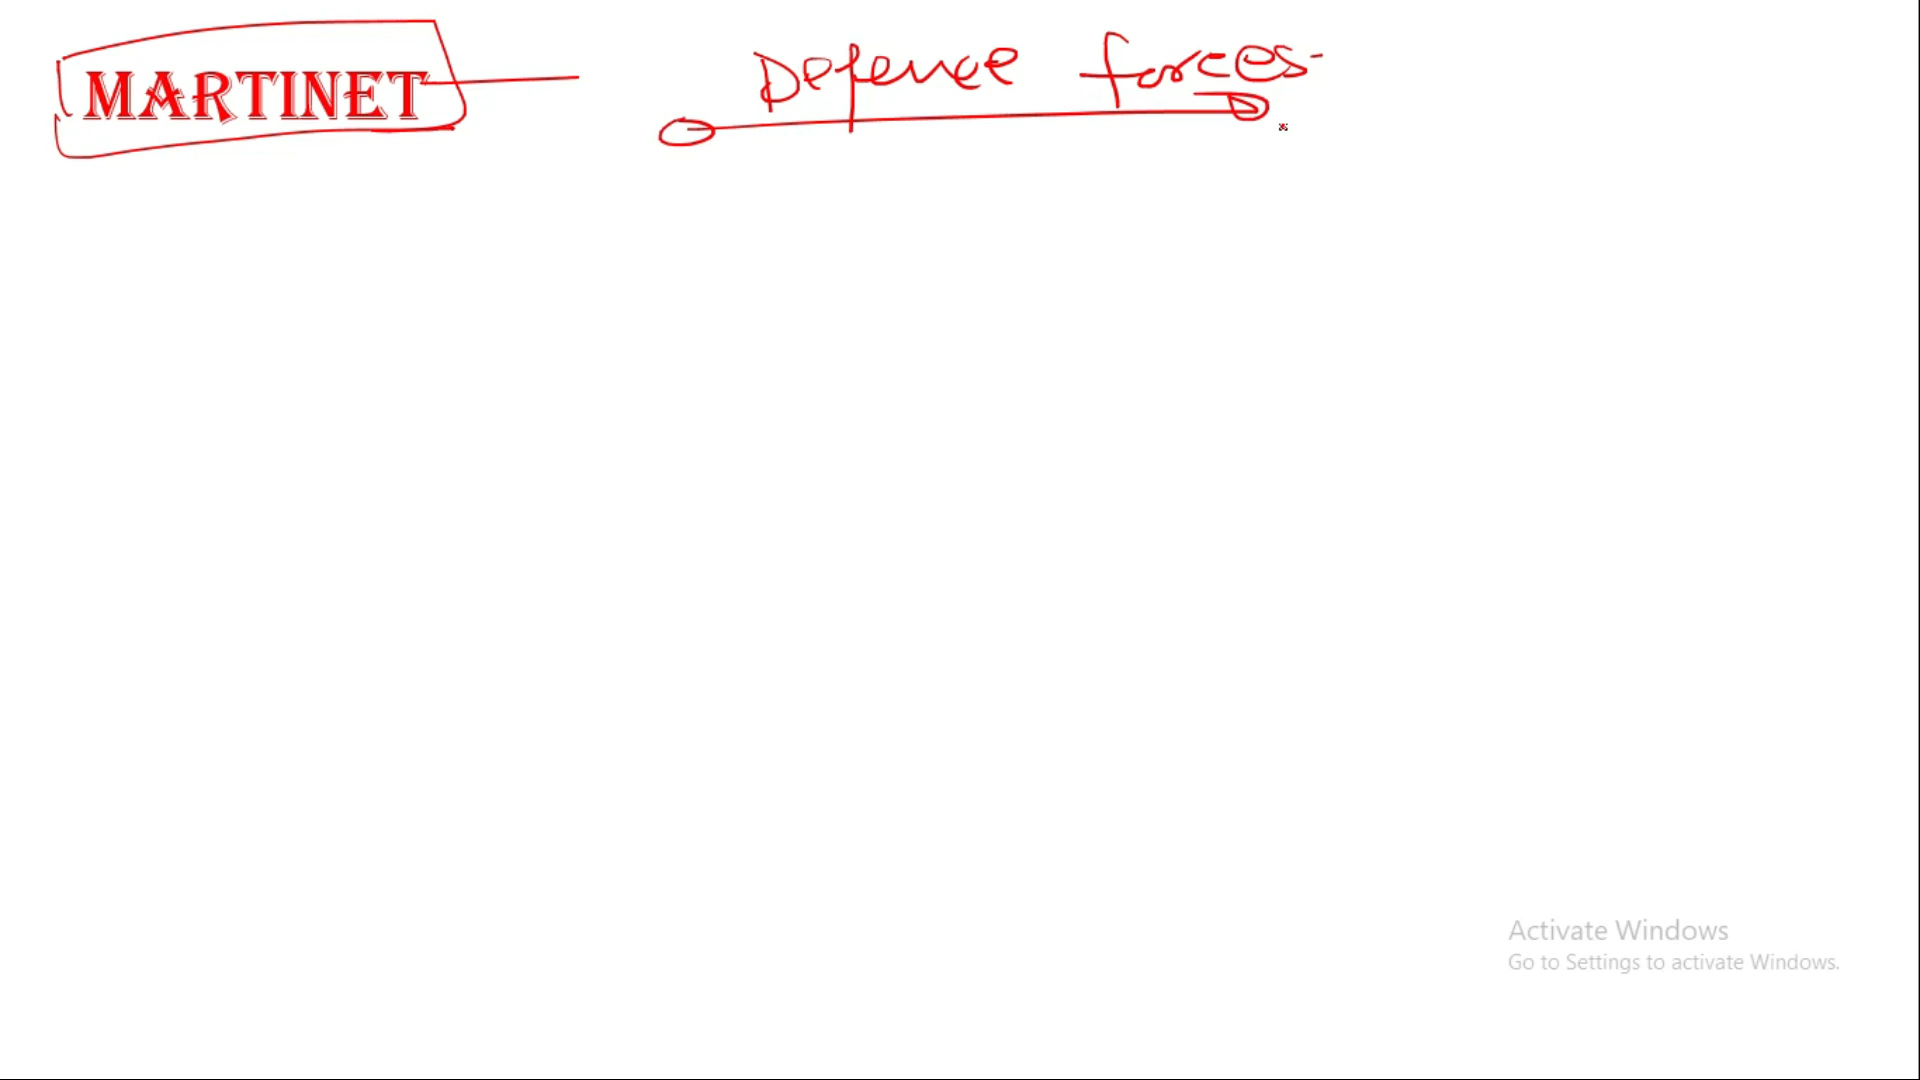 MARTINET
Defence forces
Activate Windows
Go to Settings to activate Windows.